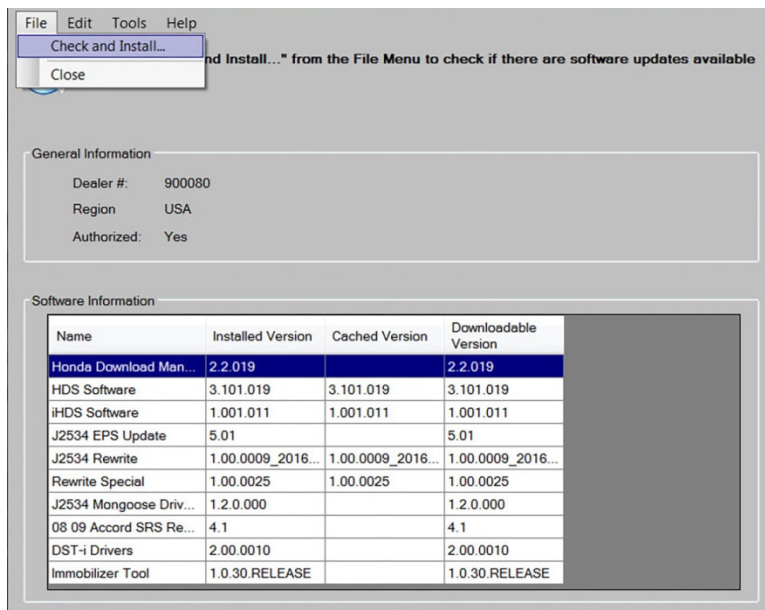 File Edit Tools Help
Check and Install...
nd Install..." from the File Menu to check if there are software updates available
Close
General Information
Dealer #: 900080
Region USA
Authorized: Yes
Software Information
Name Installed Version Cached Version Downloadable Version
Honda Download Man... 2.2.019 2.2.019
HDS Software 3.101.019 3.101.019 3.101.019
iHDS Software 1.001.011 1.001.011 1.001.011
J2534 EPS Update 5.01 5.01
J2534 Rewrite 1.00.0009_2016... 1.00.0009_2016... 1.00.0009_2016...
Rewrite Special 1.00.0025 1.00.0025 1.00.0025
J2534 Mongoose Driv... 1.2.0.000 1.2.0.000
08 09 Accord SRS Re... 4.1 4.1
DST-i Drivers 2.00.0010 2.00.0010
Immobilizer Tool 1.0.30.RELEASE 1.0.30.RELEASE